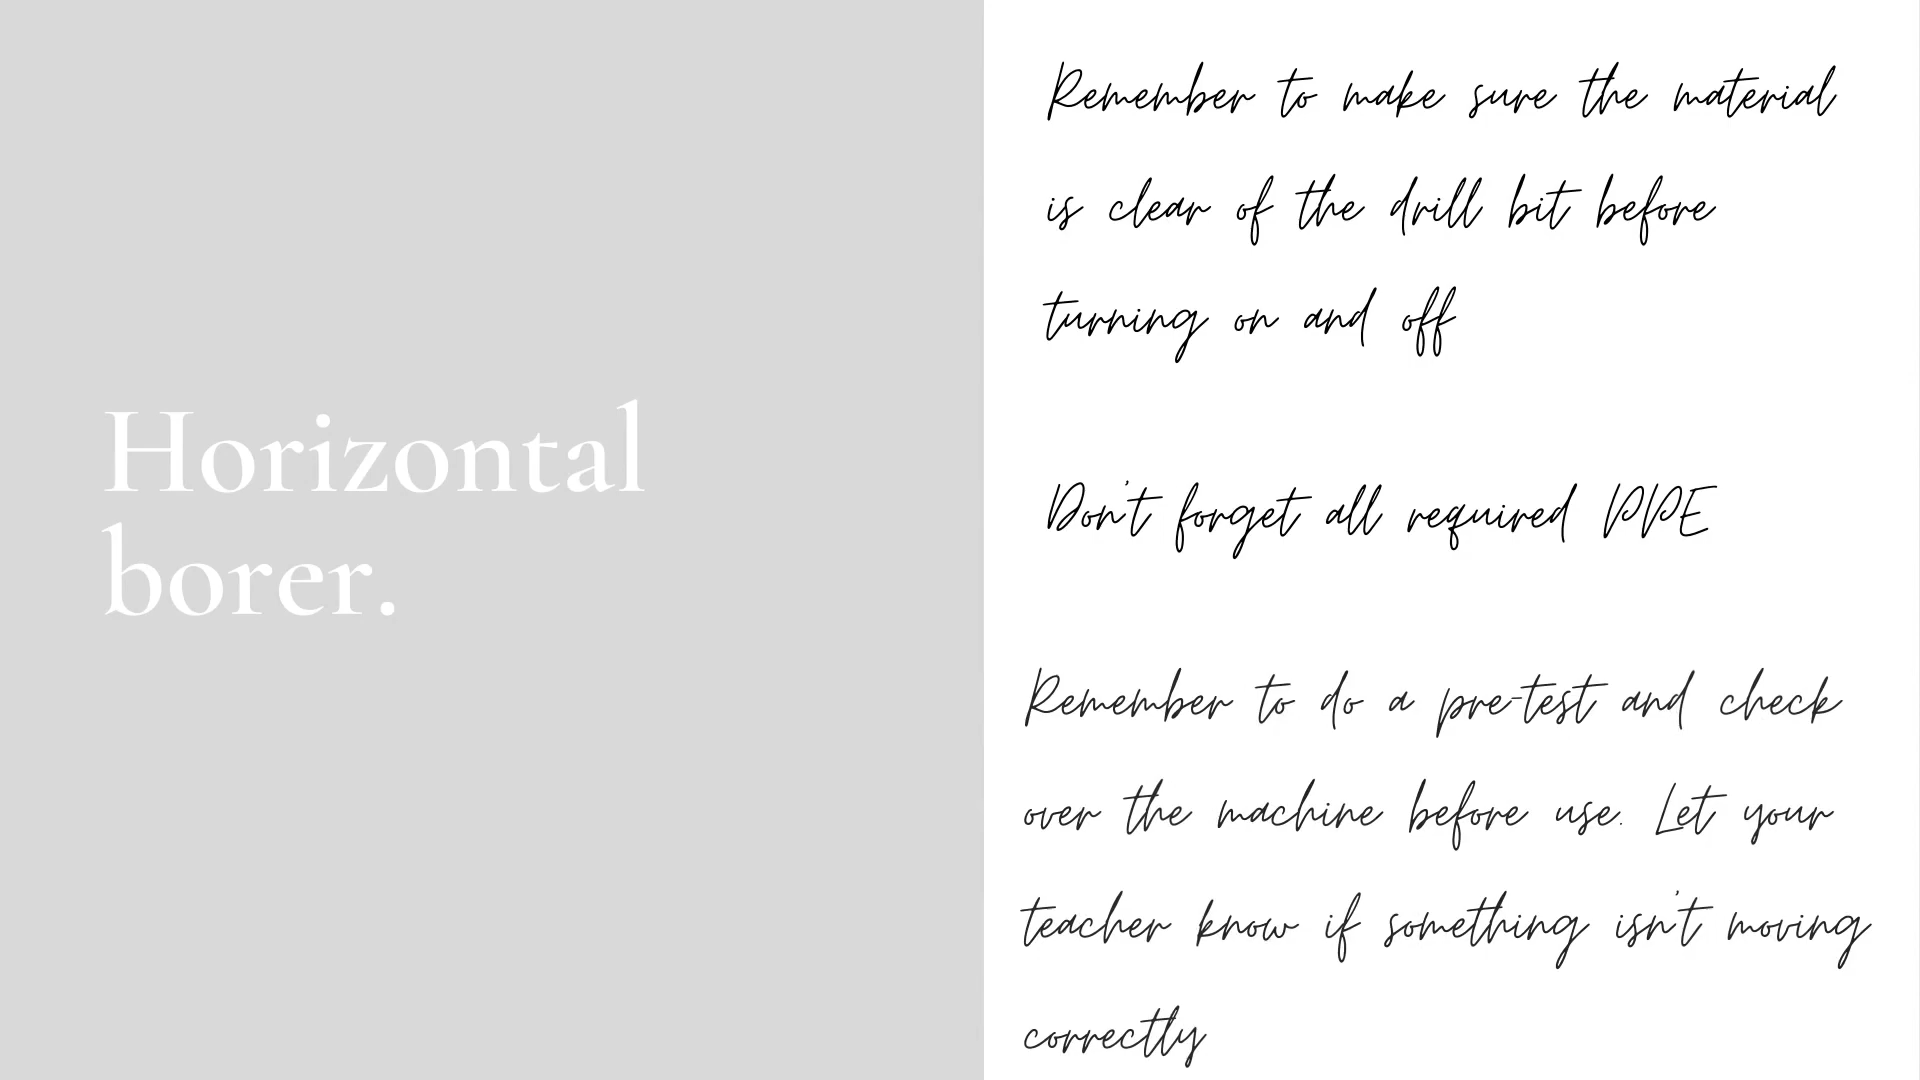 Horizontal
borer.
Remember to make sure the material
is clear of the drill bit before
turning on and off
Don't forget all required PPE
Remember to do a pre-test and check
over the machine before use. Let your
teacher know if something isn't moving
correctly